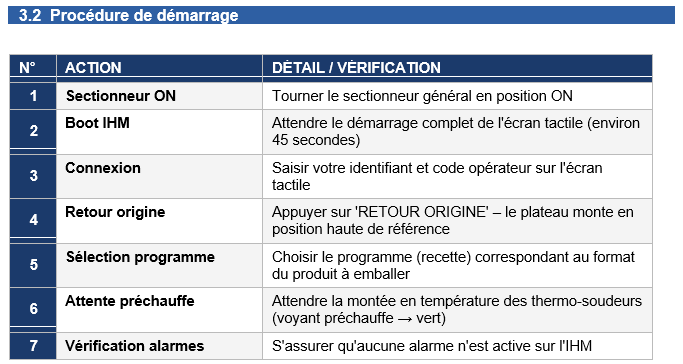 3.2 Procédure de démarrage
N° ACTION DÉTAIL / VÉRIFICATION
1 Sectionneur ON Tourner le sectionneur général en position ON
2 Boot IHM Attendre le démarrage complet de l'écran tactile (environ
45 secondes)
3 Connexion Saisir votre identifiant et code opérateur sur l'écran
tactile
4 Retour origine Appuyer sur 'RETOUR ORIGINE' – le plateau monte en
position haute de référence
5 Sélection programme Choisir le programme (recette) correspondant au format
du produit à emballer
6 Attente préchauffe Attendre la montée en température des thermo-soudeurs
(voyant préchauffe → vert)
7 Vérification alarmes S'assurer qu'aucune alarme n'est active sur l'IHM